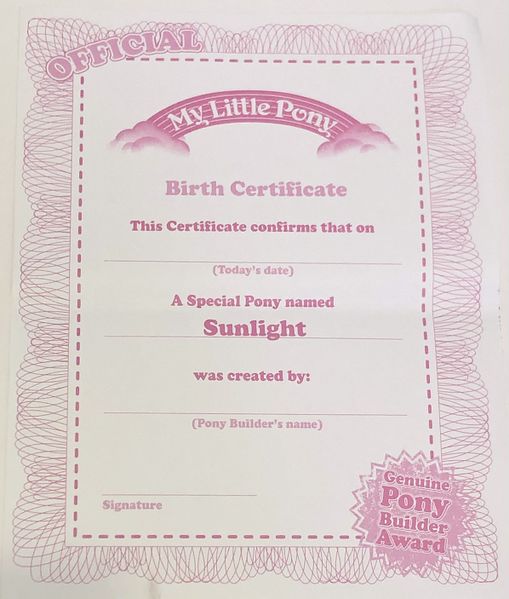 OFFICIAL
My Little Pony
Birth Certificate
This Certificate confirms that on
(Today's date)
A Special Pony named
Sunlight
was created by:
(Pony Builder's name)
Signature
Genuine
Pony
Builder
Award